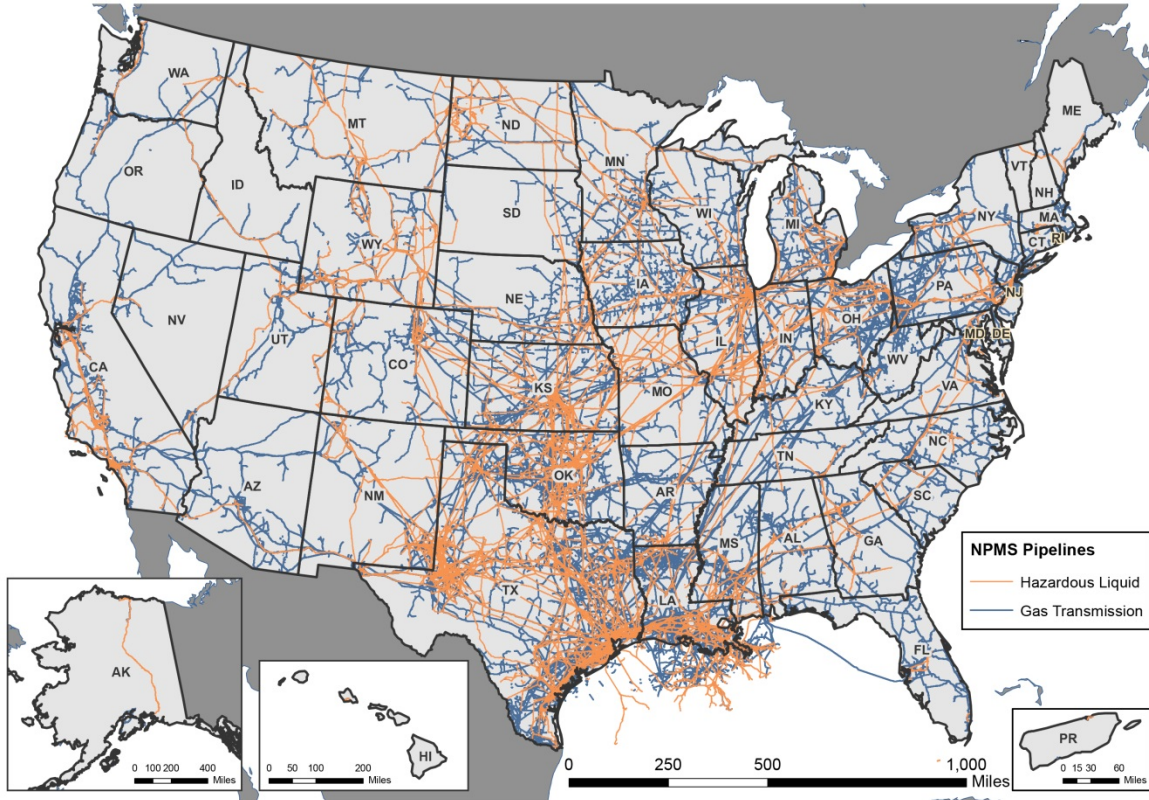 WA
MT
ND
MN
ME
OR
ID
SD
WI
MI
VT
NH
NY
MA
CT
RI
WY
IA
PA
NJ
NE
NV
UT
IL
IN
OH
MD
DE
CO
WV
CA
KS
MO
KY
VA
AZ
NM
OK
AR
TN
NC
SC
TX
LA
MS
AL
GA
FL
NPMS Pipelines
Hazardous Liquid
Gas Transmission
AK
0 100 200 400
Miles
HI
0 50 100 200
Miles
0 250 500 1,000
Miles
PR
0 15 30 60
Miles